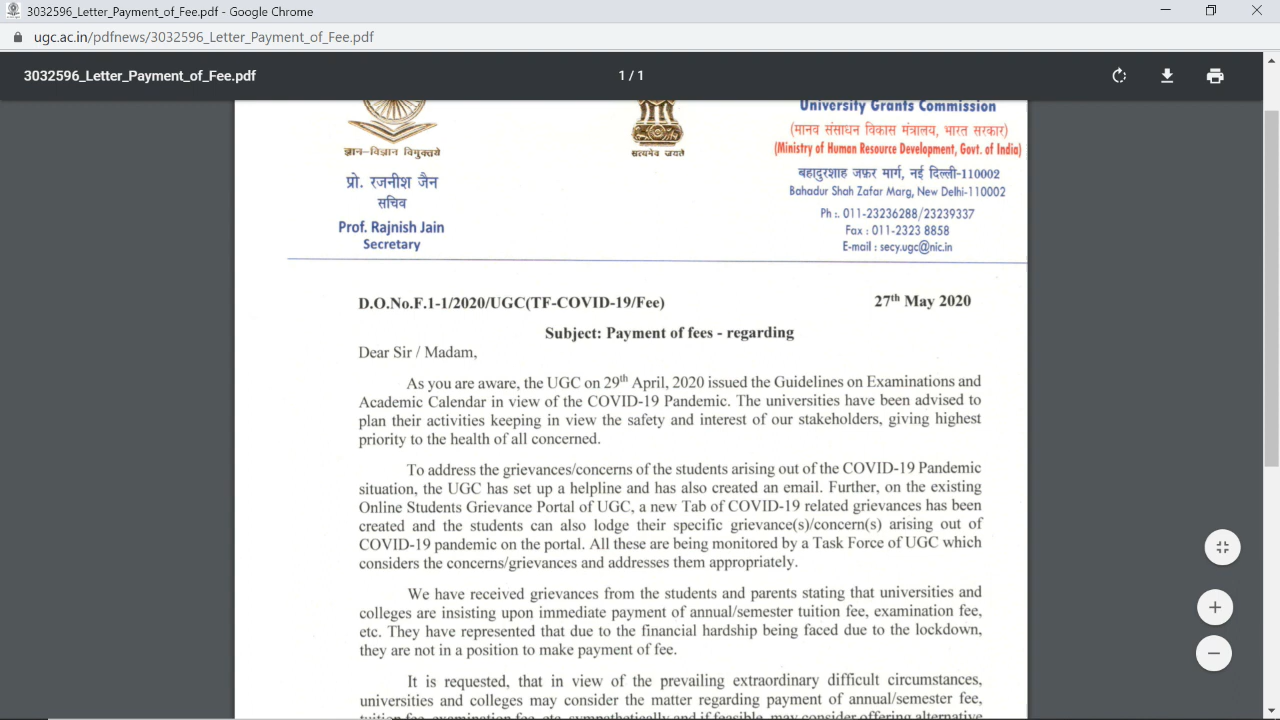 3032596_Letter_Payment_of_Fee.pdf - Google Chrome
ugc.ac.in/pdfnews/3032596_Letter_Payment_of_Fee.pdf
3032596_Letter_Payment_of_Fee.pdf
1 / 1
ज्ञान-विज्ञान विमुक्तये
सत्यमेव जयते
University Grants Commission
(मानव संसाधन विकास मंत्रालय, भारत सरकार)
(Ministry of Human Resource Development, Govt. of India)
बहादुरशाह जफ़र मार्ग, नई दिल्ली-110002
Bahadur Shah Zafar Marg, New Delhi-110002
Ph :. 011-23236288/23239337
Fax : 011-2323 8858
E-mail : secy.ugc@nic.in
प्रो. रजनीश जैन
सचिव
Prof. Rajnish Jain
Secretary
D.O.No.F.1-1/2020/UGC(TF-COVID-19/Fee)
27th May 2020
Subject: Payment of fees - regarding
Dear Sir / Madam,
As you are aware, the UGC on 29th April, 2020 issued the Guidelines on Examinations and
Academic Calendar in view of the COVID-19 Pandemic. The universities have been advised to
plan their activities keeping in view the safety and interest of our stakeholders, giving highest
priority to the health of all concerned.
To address the grievances/concerns of the students arising out of the COVID-19 Pandemic
situation, the UGC has set up a helpline and has also created an email. Further, on the existing
Online Students Grievance Portal of UGC, a new Tab of COVID-19 related grievances has been
created and the students can also lodge their specific grievance(s)/concern(s) arising out of
COVID-19 pandemic on the portal. All these are being monitored by a Task Force of UGC which
considers the concerns/grievances and addresses them appropriately.
We have received grievances from the students and parents stating that universities and
colleges are insisting upon immediate payment of annual/semester tuition fee, examination fee,
etc. They have represented that due to the financial hardship being faced due to the lockdown,
they are not in a position to make payment of fee.
It is requested, that in view of the prevailing extraordinary difficult circumstances,
universities and colleges may consider the matter regarding payment of annual/semester fee,
tuition fee, examination fee, etc. sympathetically and if feasible, may consider offering alternative